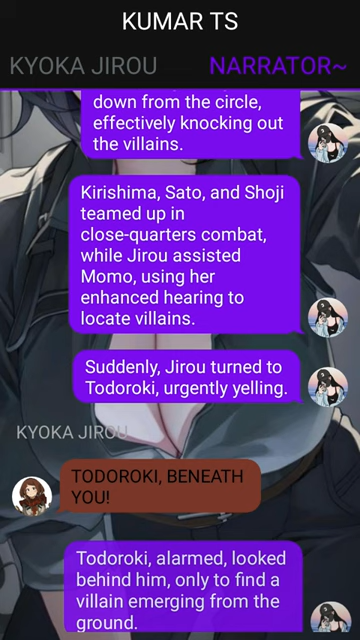 KUMAR TS
KYOKA JIROU
NARRATOR~
down from the circle,
effectively knocking out
the villains.
Kirishima, Sato, and Shoji
teamed up in
close-quarters combat,
while Jirou assisted
Momo, using her
enhanced hearing to
locate villains.
Suddenly, Jirou turned to
Todoroki, urgently yelling.
KYOKA JIROU
TODOROKI, BENEATH
YOU!
Todoroki, alarmed, looked
behind him, only to find a
villain emerging from the
ground.